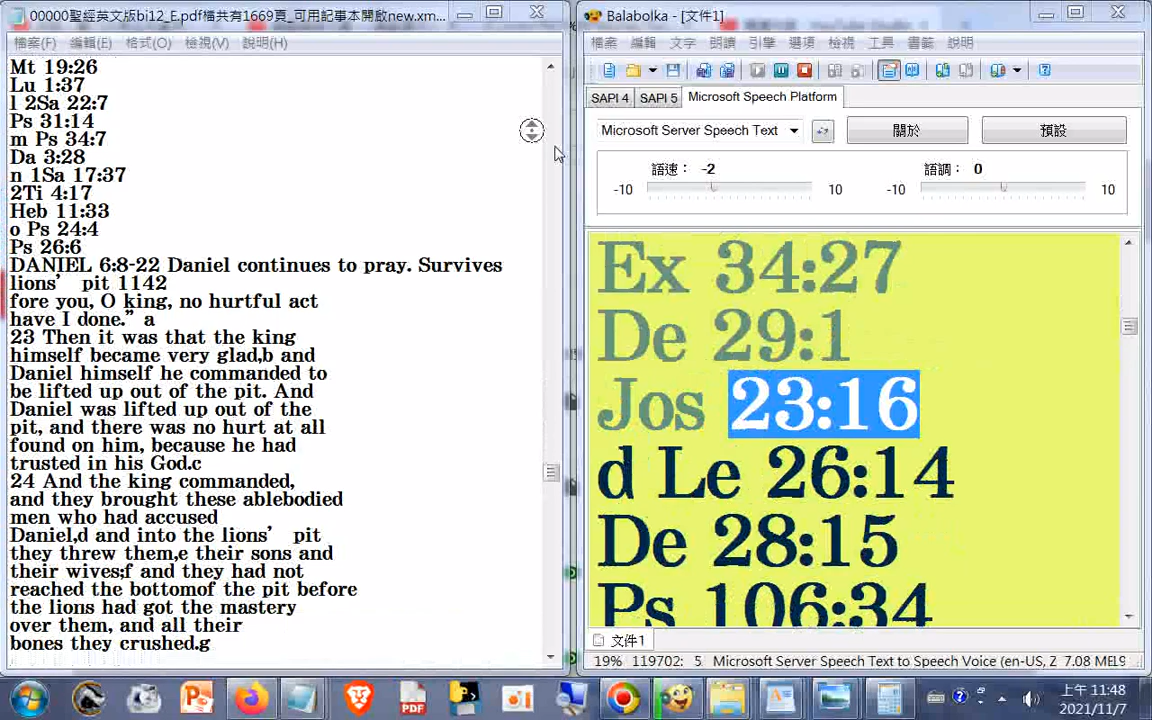 00000聖經英文版bi12_E.pdf檔共有1669頁_可用記事本開啟new.xm...
檔案(F) 編輯(E) 格式(O) 檢視(V) 說明(H)
Mt 19:26
Lu 1:37
l 2Sa 22:7
Ps 31:14
m Ps 34:7
Da 3:28
n 1Sa 17:37
2Ti 4:17
Heb 11:33
o Ps 24:4
Ps 26:6
DANIEL 6:8-22 Daniel continues to pray. Survives
lions’ pit 1142
fore you, O king, no hurtful act
have I done.” a
23 Then it was that the king
himself became very glad,b and
Daniel himself he commanded to
be lifted up out of the pit. And
Daniel was lifted up out of the
pit, and there was no hurt at all
found on him, because he had
trusted in his God.c
24 And the king commanded,
and they brought these ablebodied
men who had accused
Daniel,d and into the lions’ pit
they threw them,e their sons and
their wives;f and they had not
reached the bottomof the pit before
the lions had got the mastery
over them, and all their
bones they crushed.g
Balabolka - [文件1]
檔案 編輯 文字 朗讀 引擎 選項 檢視 工具 書籤 說明
SAPI 4 SAPI 5 Microsoft Speech Platform
Microsoft Server Speech Text 關於 預設
語速： -2 語調： 0
-10 10 -10 10
Ex 34:27
De 29:1
Jos 23:16
d Le 26:14
De 28:15
Ps 106:34
文件1
19% 119702: 5 Microsoft Server Speech Text to Speech Voice (en-US, Z 7.08 ME
上午 11:48
2021/11/7